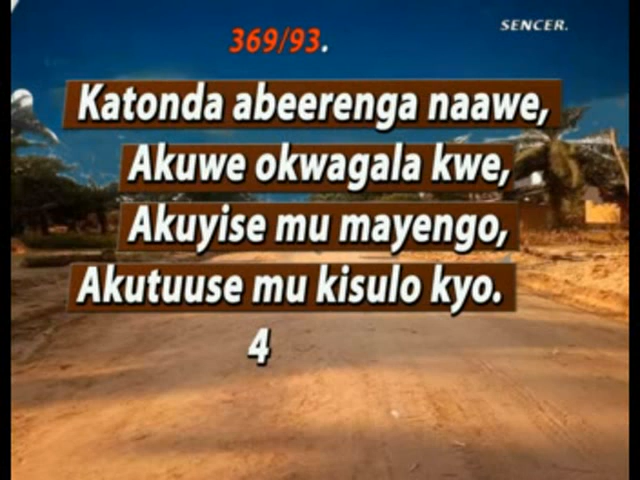 SENCER.
369/93.
Katonda abeerenga naawe,
Akuwe okwagala kwe,
Akuyise mu mayengo,
Akutuuse mu kisulo kyo.
4